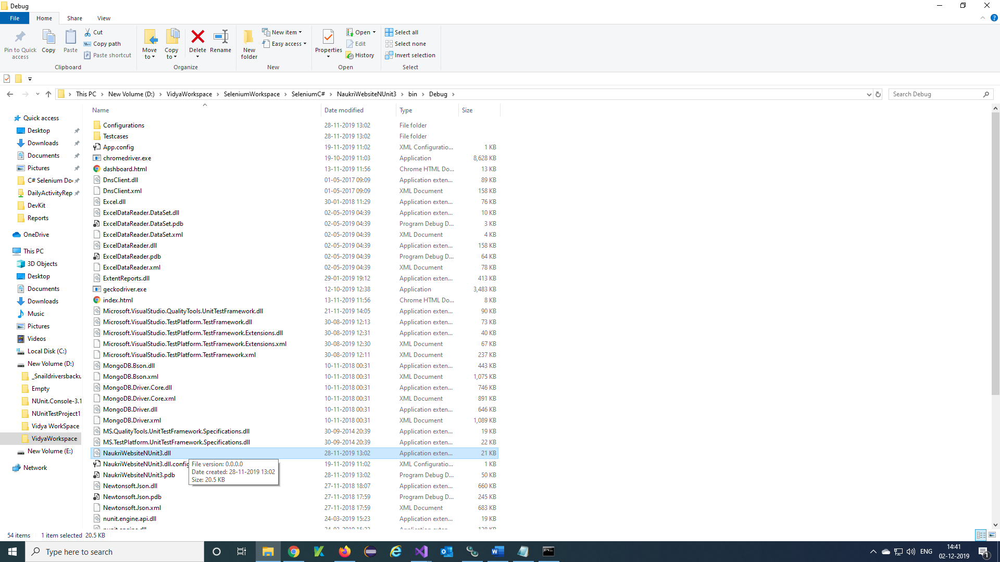 Debug
File
Home
Share
View
Pin to Quick access
Copy
Paste
Cut
Copy path
Paste shortcut
Clipboard
Move to
Copy to
Delete
Rename
Organize
New folder
New item
Easy access
New
Properties
Open
Edit
History
Open
Select all
Select none
Invert selection
Select
This PC > New Volume (D:) > VidyaWorkspace > SeleniumWorkspace > SeleniumC# > NaukriWebsiteNUnit3 > bin > Debug >
Search Debug
Quick access
Desktop
Downloads
Documents
Pictures
C# Selenium Do
DailyActivityRep
DevKit
Reports
OneDrive
This PC
3D Objects
Desktop
Documents
Downloads
Music
Pictures
Videos
Local Disk (C:)
New Volume (D:)
_Snaildriversbacku
Empty
NUnit.Console-3.1
NUnitTestProject1
Vidya WorkSpace
VidyaWorkspace
New Volume (E:)
Network
Name Date modified Type Size
Configurations 28-11-2019 13:02 File folder
Testcases 28-11-2019 13:02 File folder
App.config 19-11-2019 11:02 XML Configuratio... 1 KB
chromedriver.exe 19-10-2019 11:03 Application 8,628 KB
dashboard.html 13-11-2019 11:56 Chrome HTML Do... 13 KB
DnsClient.dll 01-05-2017 09:09 Application exten... 89 KB
DnsClient.xml 01-05-2017 09:09 XML Document 158 KB
Excel.dll 30-01-2018 11:29 Application exten... 76 KB
ExcelDataReader.DataSet.dll 02-05-2019 04:39 Application exten... 10 KB
ExcelDataReader.DataSet.pdb 02-05-2019 04:39 Program Debug D... 3 KB
ExcelDataReader.DataSet.xml 02-05-2019 04:39 XML Document 4 KB
ExcelDataReader.dll 02-05-2019 04:39 Application exten... 158 KB
ExcelDataReader.pdb 02-05-2019 04:39 Program Debug D... 64 KB
ExcelDataReader.xml 02-05-2019 04:39 XML Document 78 KB
ExtentReports.dll 29-01-2019 19:12 Application exten... 413 KB
geckodriver.exe 12-10-2019 12:38 Application 3,483 KB
index.html 13-11-2019 11:56 Chrome HTML Do... 8 KB
Microsoft.VisualStudio.QualityTools.UnitTestFramework.dll 21-11-2019 14:05 Application exten... 90 KB
Microsoft.VisualStudio.TestPlatform.TestFramework.dll 30-08-2019 12:13 Application exten... 73 KB
Microsoft.VisualStudio.TestPlatform.TestFramework.Extensions.dll 30-08-2019 12:31 Application exten... 40 KB
Microsoft.VisualStudio.TestPlatform.TestFramework.Extensions.xml 30-08-2019 12:30 XML Document 67 KB
Microsoft.VisualStudio.TestPlatform.TestFramework.xml 30-08-2019 12:11 XML Document 237 KB
MongoDB.Bson.dll 10-11-2018 00:31 Application exten... 443 KB
MongoDB.Bson.xml 10-11-2018 00:31 XML Document 1,075 KB
MongoDB.Driver.Core.dll 10-11-2018 00:31 Application exten... 746 KB
MongoDB.Driver.Core.xml 10-11-2018 00:31 XML Document 891 KB
MongoDB.Driver.dll 10-11-2018 00:31 Application exten... 646 KB
MongoDB.Driver.xml 10-11-2018 00:31 XML Document 1,089 KB
MS.QualityTools.UnitTestFramework.Specifications.dll 30-09-2014 20:39 Application exten... 19 KB
MS.TestPlatform.UnitTestFramework.Specifications.dll 30-09-2014 20:39 Application exten... 22 KB
NaukriWebsiteNUnit3.dll 28-11-2019 13:02 Application exten... 21 KB
NaukriWebsiteNUnit3.dll.config 19-11-2019 11:02 XML Configuratio... 1 KB
NaukriWebsiteNUnit3.pdb 28-11-2019 13:02 Program Debug D... 50 KB
File version: 0.0.0.0
Date created: 28-11-2019 13:02
Size: 20.5 KB
Newtonsoft.Json.dll 27-11-2018 18:07 Application exten... 660 KB
Newtonsoft.Json.pdb 27-11-2018 17:59 Program Debug D... 245 KB
Newtonsoft.Json.xml 27-11-2018 17:59 XML Document 683 KB
nunit.engine.api.dll 24-03-2019 15:23 Application exten... 19 KB
54 items 1 item selected 20.5 KB
Type here to search
ENG
14:41
02-12-2019
1